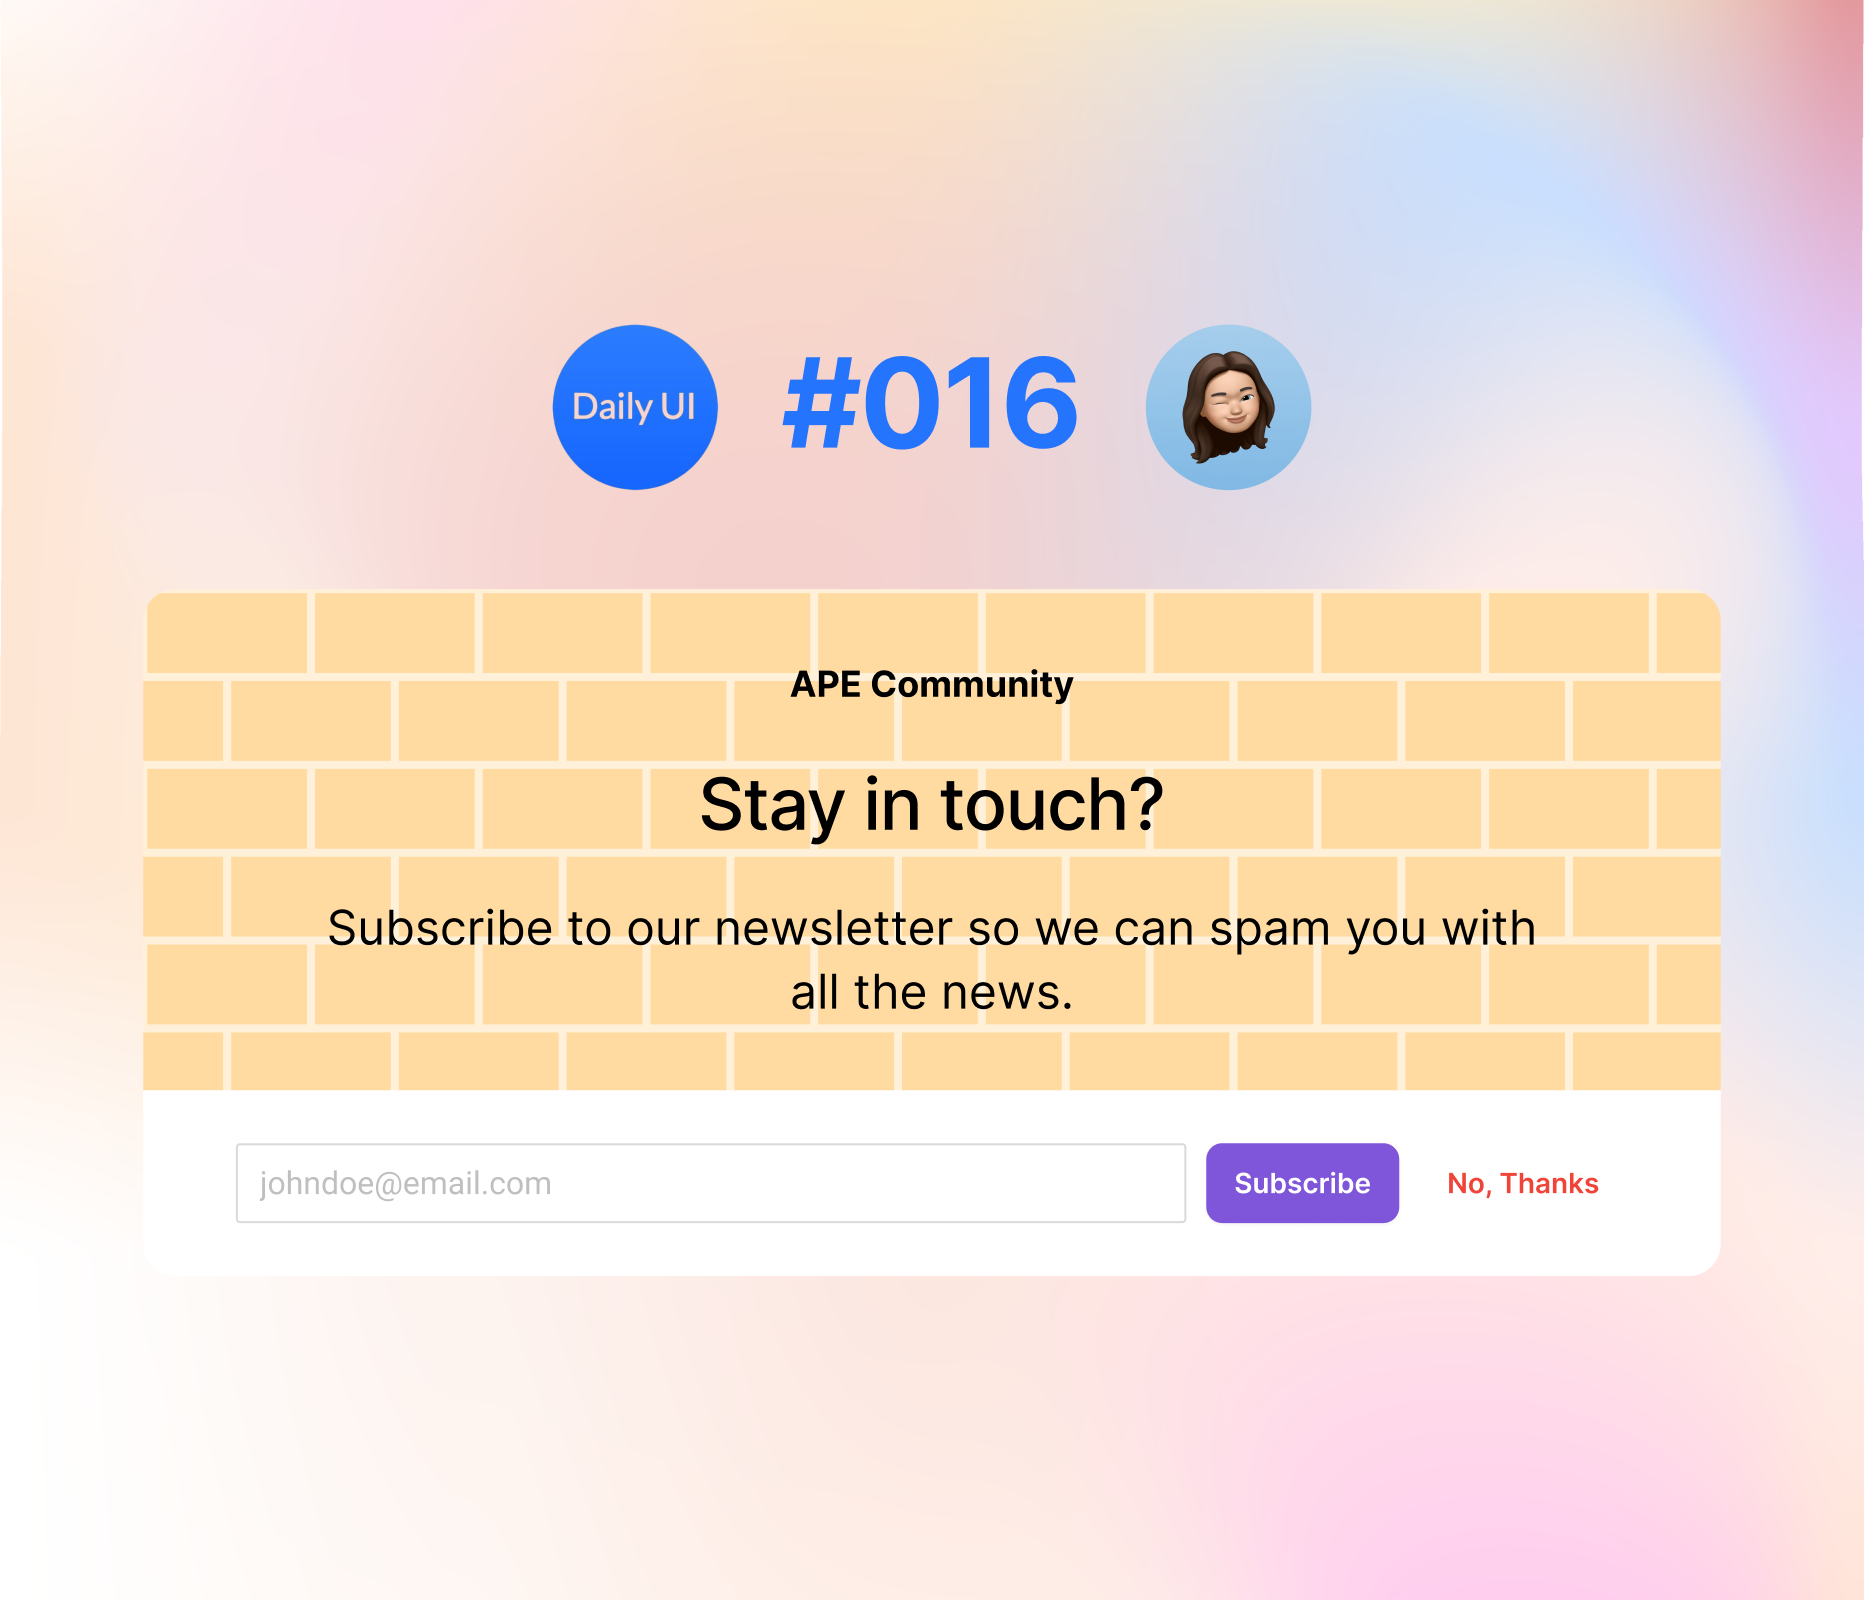 Daily UI
#016
APE Community
Stay in touch?
Subscribe to our newsletter so we can spam you with
all the news.
johndoe@email.com
Subscribe
No, Thanks